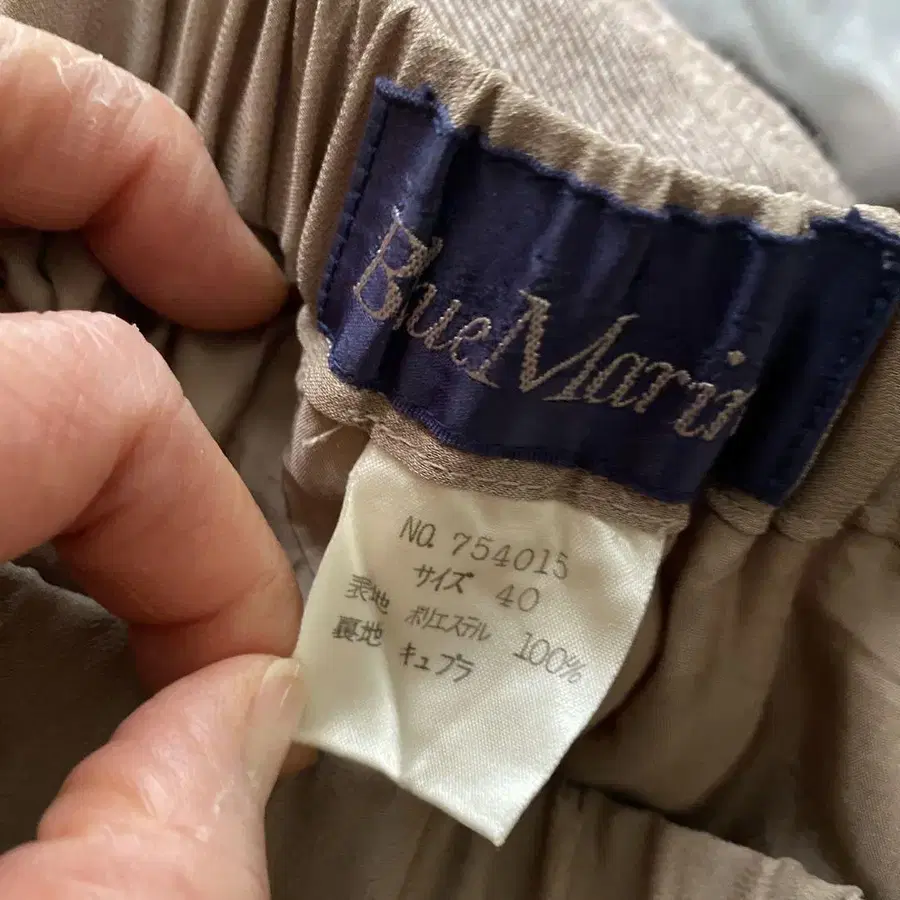 BlueMarin
NO. 754015
サイズ 40
表地 ポリエステル 100%
裏地 キュプラ